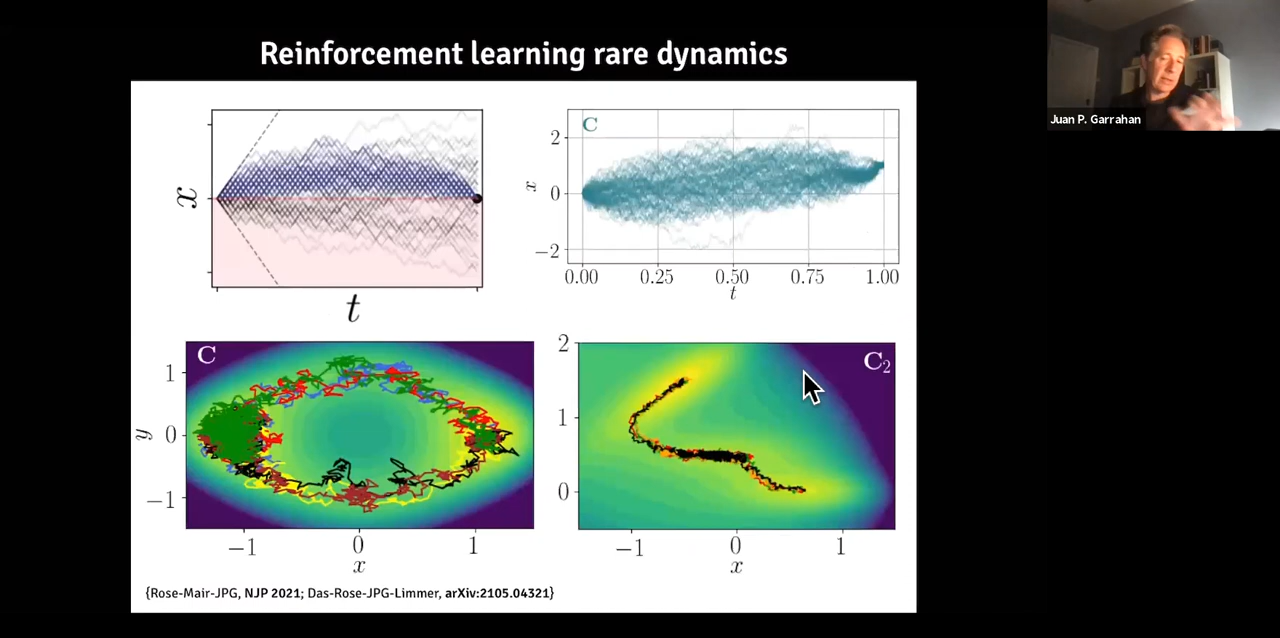 Reinforcement learning rare dynamics
Juan P. Garrahan
x
t
C
2
0
−2
x
0.00 0.25 0.50 0.75 1.00
t
C
1
0
−1
y
−1 0 1
x
C₂
2
1
0
−1 0 1
x
{Rose-Mair-JPG, NJP 2021; Das-Rose-JPG-Limmer, arXiv:2105.04321}